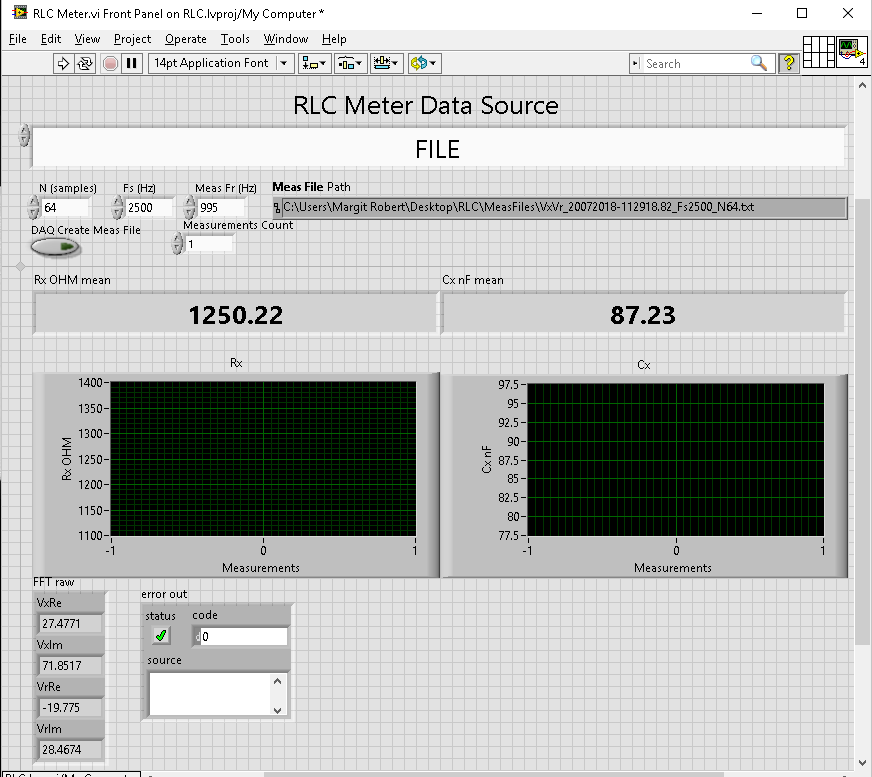 RLC Meter.vi Front Panel on RLC.lvproj/My Computer *
File Edit View Project Operate Tools Window Help
14pt Application Font Search ? 4
RLC Meter Data Source
FILE
N (samples) Fs (Hz) Meas Fr (Hz) Meas File Path
64 2500 995 C:\Users\Margit Robert\Desktop\RLC\MeasFiles\VxVr_20072018-112918.82_Fs2500_N64.txt
DAQ Create Meas File Measurements Count
1
Rx OHM mean Cx nF mean
1250.22 87.23
Rx Cx
1400 97.5
1350 95
1300 92.5
1250 90
1200 87.5
1150 85
1100 82.5
80
77.5
Rx OHM Cx nF
-1 0 1 -1 0 1
Measurements Measurements
FFT raw
VxRe
27.4771
VxIm
71.8517
VrRe
-19.775
VrIm
28.4674
error out
status code
d 0
source